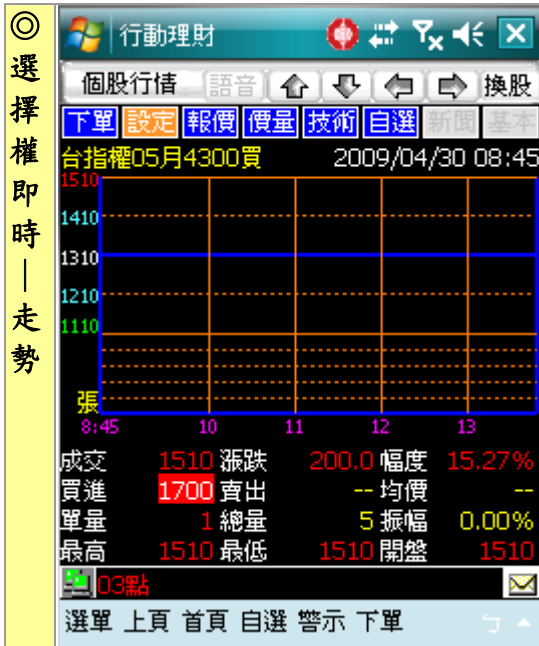 ◎選擇權即時—走勢
行動理財
個股行情 語音 換股
下單 設定 報價 價量 技術 自選 新聞 基本
台指權05月4300買 2009/04/30 08:45
1510
1410
1310
1210
1110
張
8:45 10 11 12 13
成交 1510 漲跌 200.0 幅度 15.27%
買進 1700 賣出 -- 均價 --
單量 1 總量 5 振幅 0.00%
最高 1510 最低 1510 開盤 1510
03點
選單 上頁 首頁 自選 警示 下單